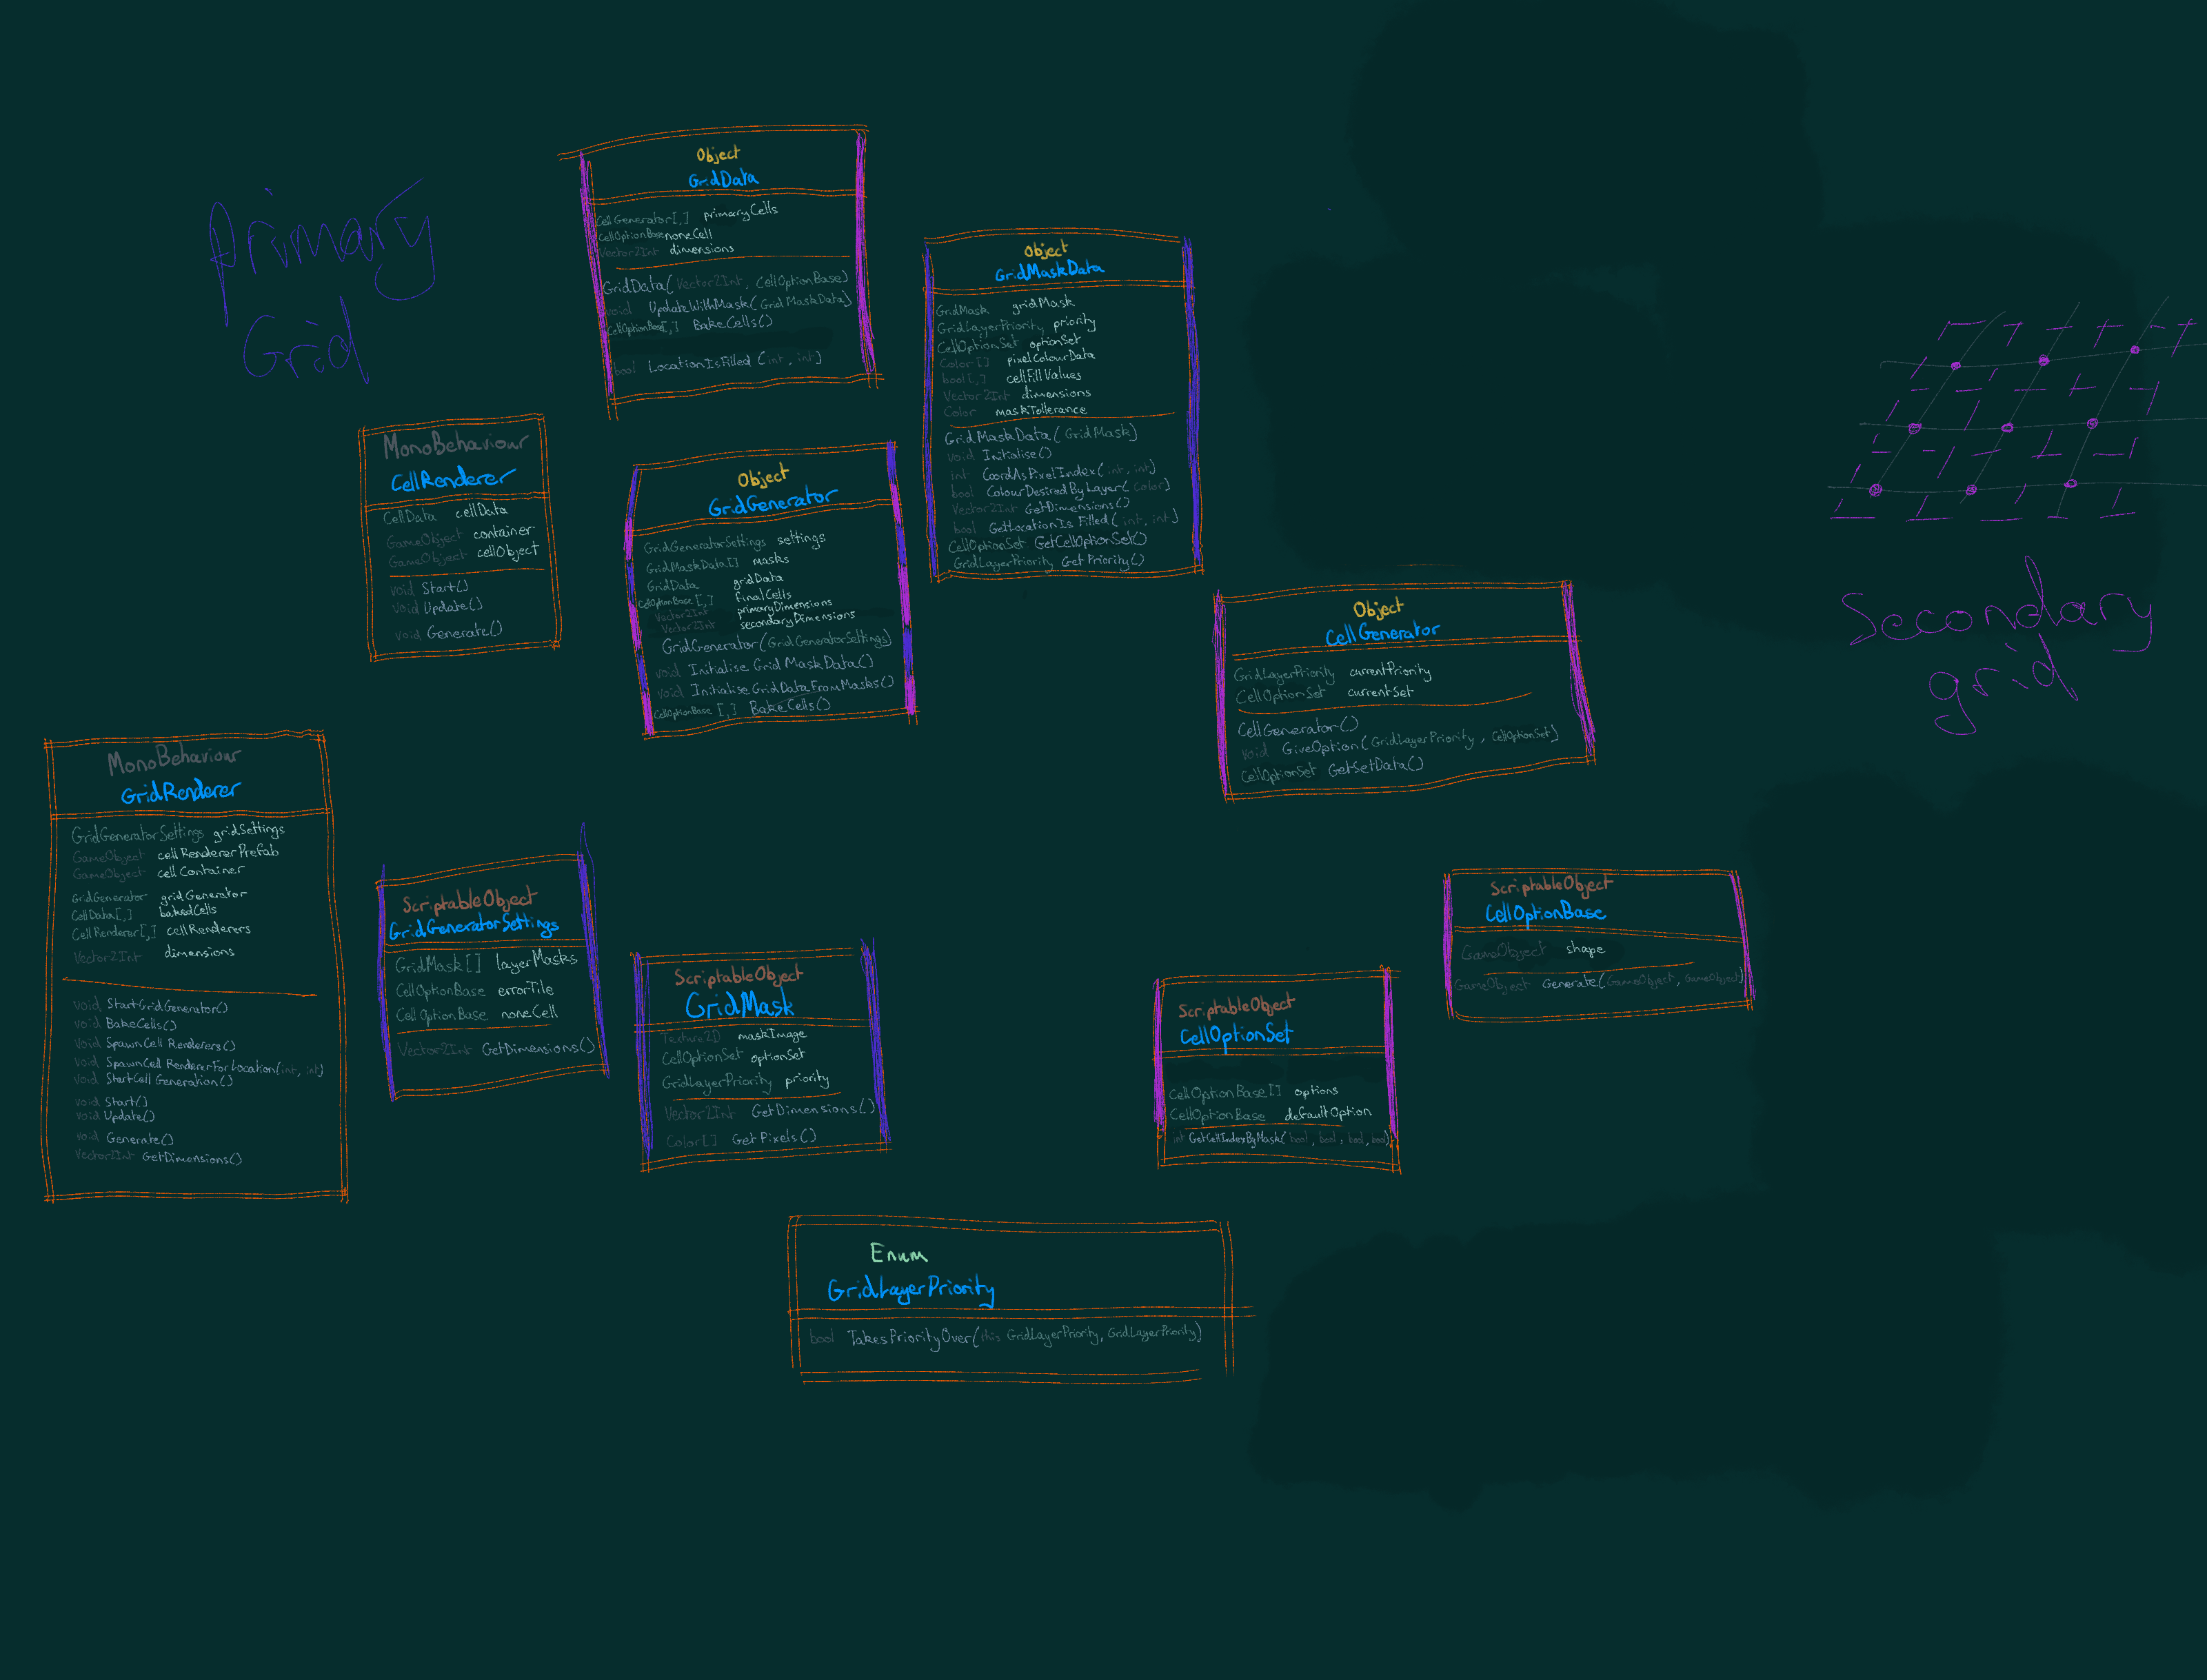 Primary
Grid
Object
GridData
CellGenerator[,] primaryCells
CellOptionBase noneCell
Vector2Int dimensions
GridData(Vector2Int, CellOptionBase)
void UpdateWithMask(GridMaskData)
CellOptionBase[,] BakeCells()
bool LocationIsFilled (int, int)
Object
GridMaskData
GridMask gridMask
GridLayerPriority priority
CellOptionSet optionSet
Color[] pixelColourData
bool[,] cellFillValues
Vector2Int dimensions
Color maskTollerance
GridMaskData(GridMask)
void Initialise()
int CoordAsPixelIndex(int, int)
bool ColourDesiredByLayer(color)
Vector2Int GetDimensions()
bool GetLocationIsFilled(int, int)
CellOptionSet GetCellOptionSet()
GridLayerPriority GetPriority()
MonoBehaviour
CellRenderer
CellData cellData
GameObject container
GameObject cellObject
void Start()
void Update()
void Generate()
Object
GridGenerator
GridGeneratorSettings settings
GridMaskData[] masks
GridData gridData
CellOptionBase[,] finalCells
Vector2Int primaryDimensions
Vector2Int secondaryDimensions
GridGenerator(GridGeneratorSettings)
void InitialiseGridMaskData()
void InitialiseGridDataFromMasks()
CellOptionBase[,] BakeCells()
Object
CellGenerator
GridLayerPriority currentPriority
CellOptionSet currentSet
CellGenerator()
void GiveOption(GridLayerPriority, CellOptionSet)
CellOptionSet GetSetData()
Secondary
grid
MonoBehaviour
GridRenderer
GridGeneratorSettings gridSettings
GameObject cellRendererPrefab
GameObject cellContainer
GridGenerator gridGenerator
CellData[,] bakedCells
CellRenderer[,] cellRenderers
Vector2Int dimensions
void StartGridGenerator()
void BakeCells()
void SpawnCellRenderers()
void SpawnCellRendererForLocation(int, int)
void StartCellGeneration()
void Start()
void Update()
void Generate()
Vector2Int GetDimensions()
ScriptableObject
GridGeneratorSettings
GridMask[] layerMasks
CellOptionBase errorTile
CellOptionBase noneCell
Vector2Int GetDimensions()
ScriptableObject
GridMask
Texture2D maskImage
CellOptionSet optionSet
GridLayerPriority priority
Vector2Int GetDimensions()
Color[] GetPixels()
ScriptableObject
CellOptionSet
CellOptionBase[] options
CellOptionBase defaultOption
int GetCellIndexByMask(bool, bool, bool, bool)
ScriptableObject
CellOptionBase
GameObject shape
GameObject Generate(GameObject, GameObject)
Enum
GridLayerPriority
bool TakesPriorityOver(this GridLayerPriority, GridLayerPriority)